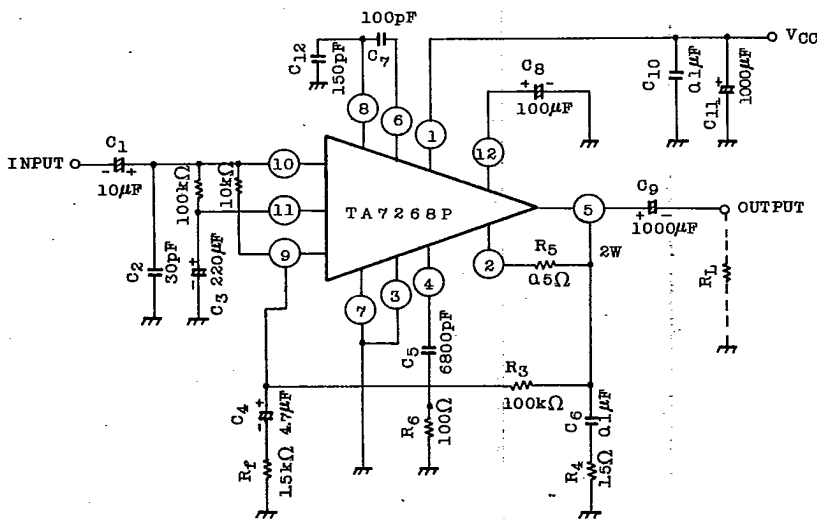 100pF
C12
150pF
C7
VCC
C10
0.1μF
C11
1000μF
C8
100μF
8
6
1
12
C1
INPUT
10μF
100kΩ
10kΩ
10
11
9
TA7268P
5
C9
1000μF
OUTPUT
C2
30pF
C3
220μF
7
3
4
2
R5
0.5Ω
2W
RL
C5
6800pF
R3
100kΩ
C4
4.7μF
R6
100Ω
C6
0.1μF
Rf
1.5kΩ
R4
1.5Ω